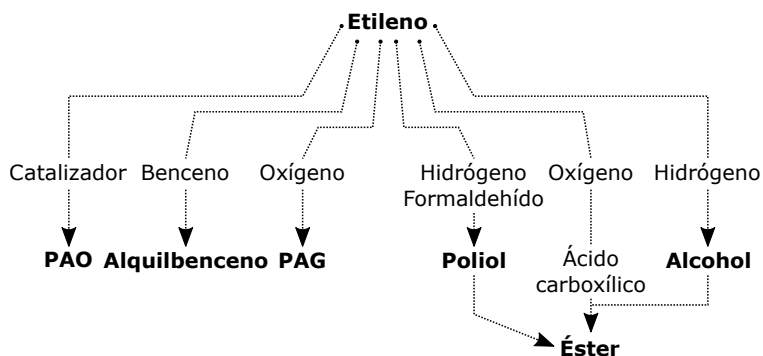 Etileno
Catalizador Benceno Oxígeno Hidrógeno Oxígeno Hidrógeno
Formaldehído
PAO Alquilbenceno PAG Poliol Ácido Alcohol
carboxílico
Éster